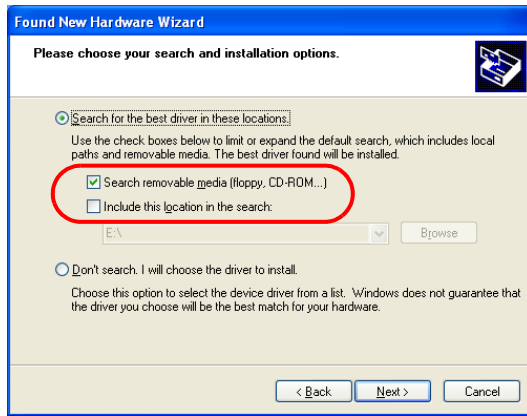 Found New Hardware Wizard
Please choose your search and installation options.
Search for the best driver in these locations.
Use the check boxes below to limit or expand the default search, which includes local
paths and removable media. The best driver found will be installed.
Search removable media (floppy, CD-ROM...)
Include this location in the search:
E:\
Browse
Don't search. I will choose the driver to install.
Choose this option to select the device driver from a list. Windows does not guarantee that
the driver you choose will be the best match for your hardware.
< Back Next > Cancel